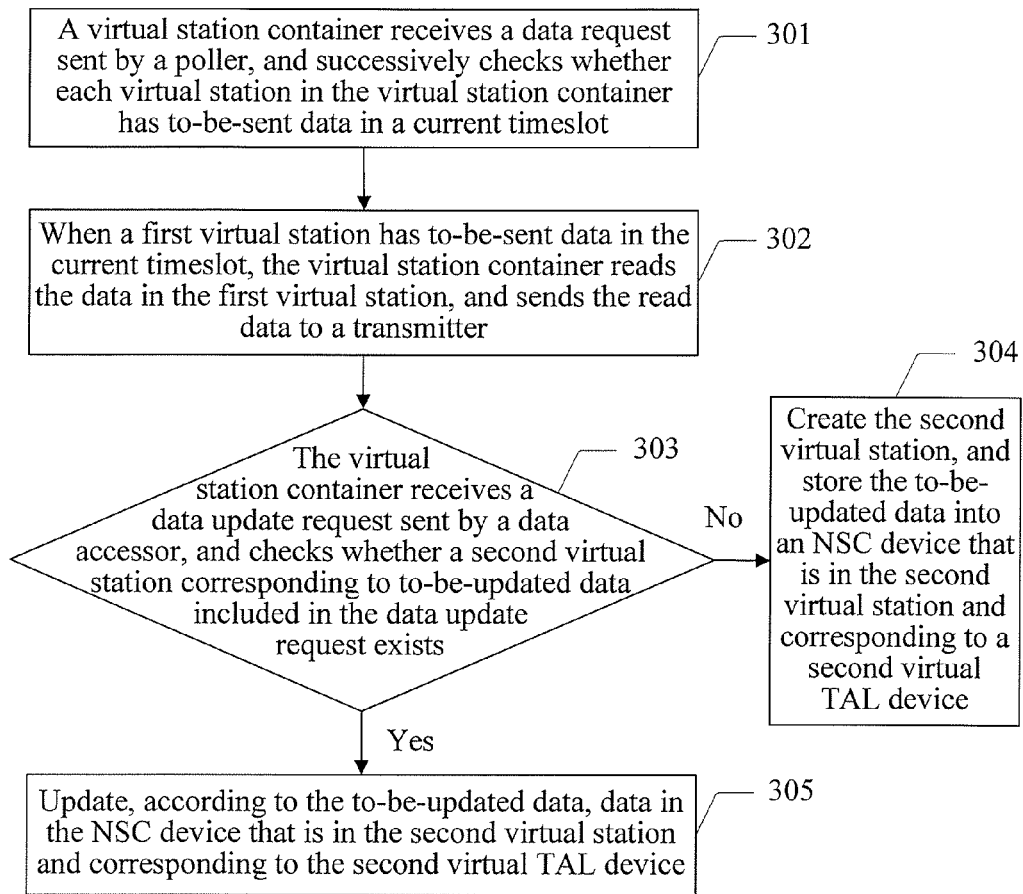 A virtual station container receives a data request
sent by a poller, and successively checks whether
each virtual station in the virtual station container
has to-be-sent data in a current timeslot
301
When a first virtual station has to-be-sent data in the
current timeslot, the virtual station container reads
the data in the first virtual station, and sends the read
data to a transmitter
302
The virtual
station container receives a
data update request sent by a data
accessor, and checks whether a second virtual
station corresponding to to-be-updated data
included in the data update
request exists
303
No
304
Create the second
virtual station, and
store the to-be-
updated data into
an NSC device that
is in the second
virtual station and
corresponding to a
second virtual
TAL device
Yes
Update, according to the to-be-updated data, data in
the NSC device that is in the second virtual station
and corresponding to the second virtual TAL device
305